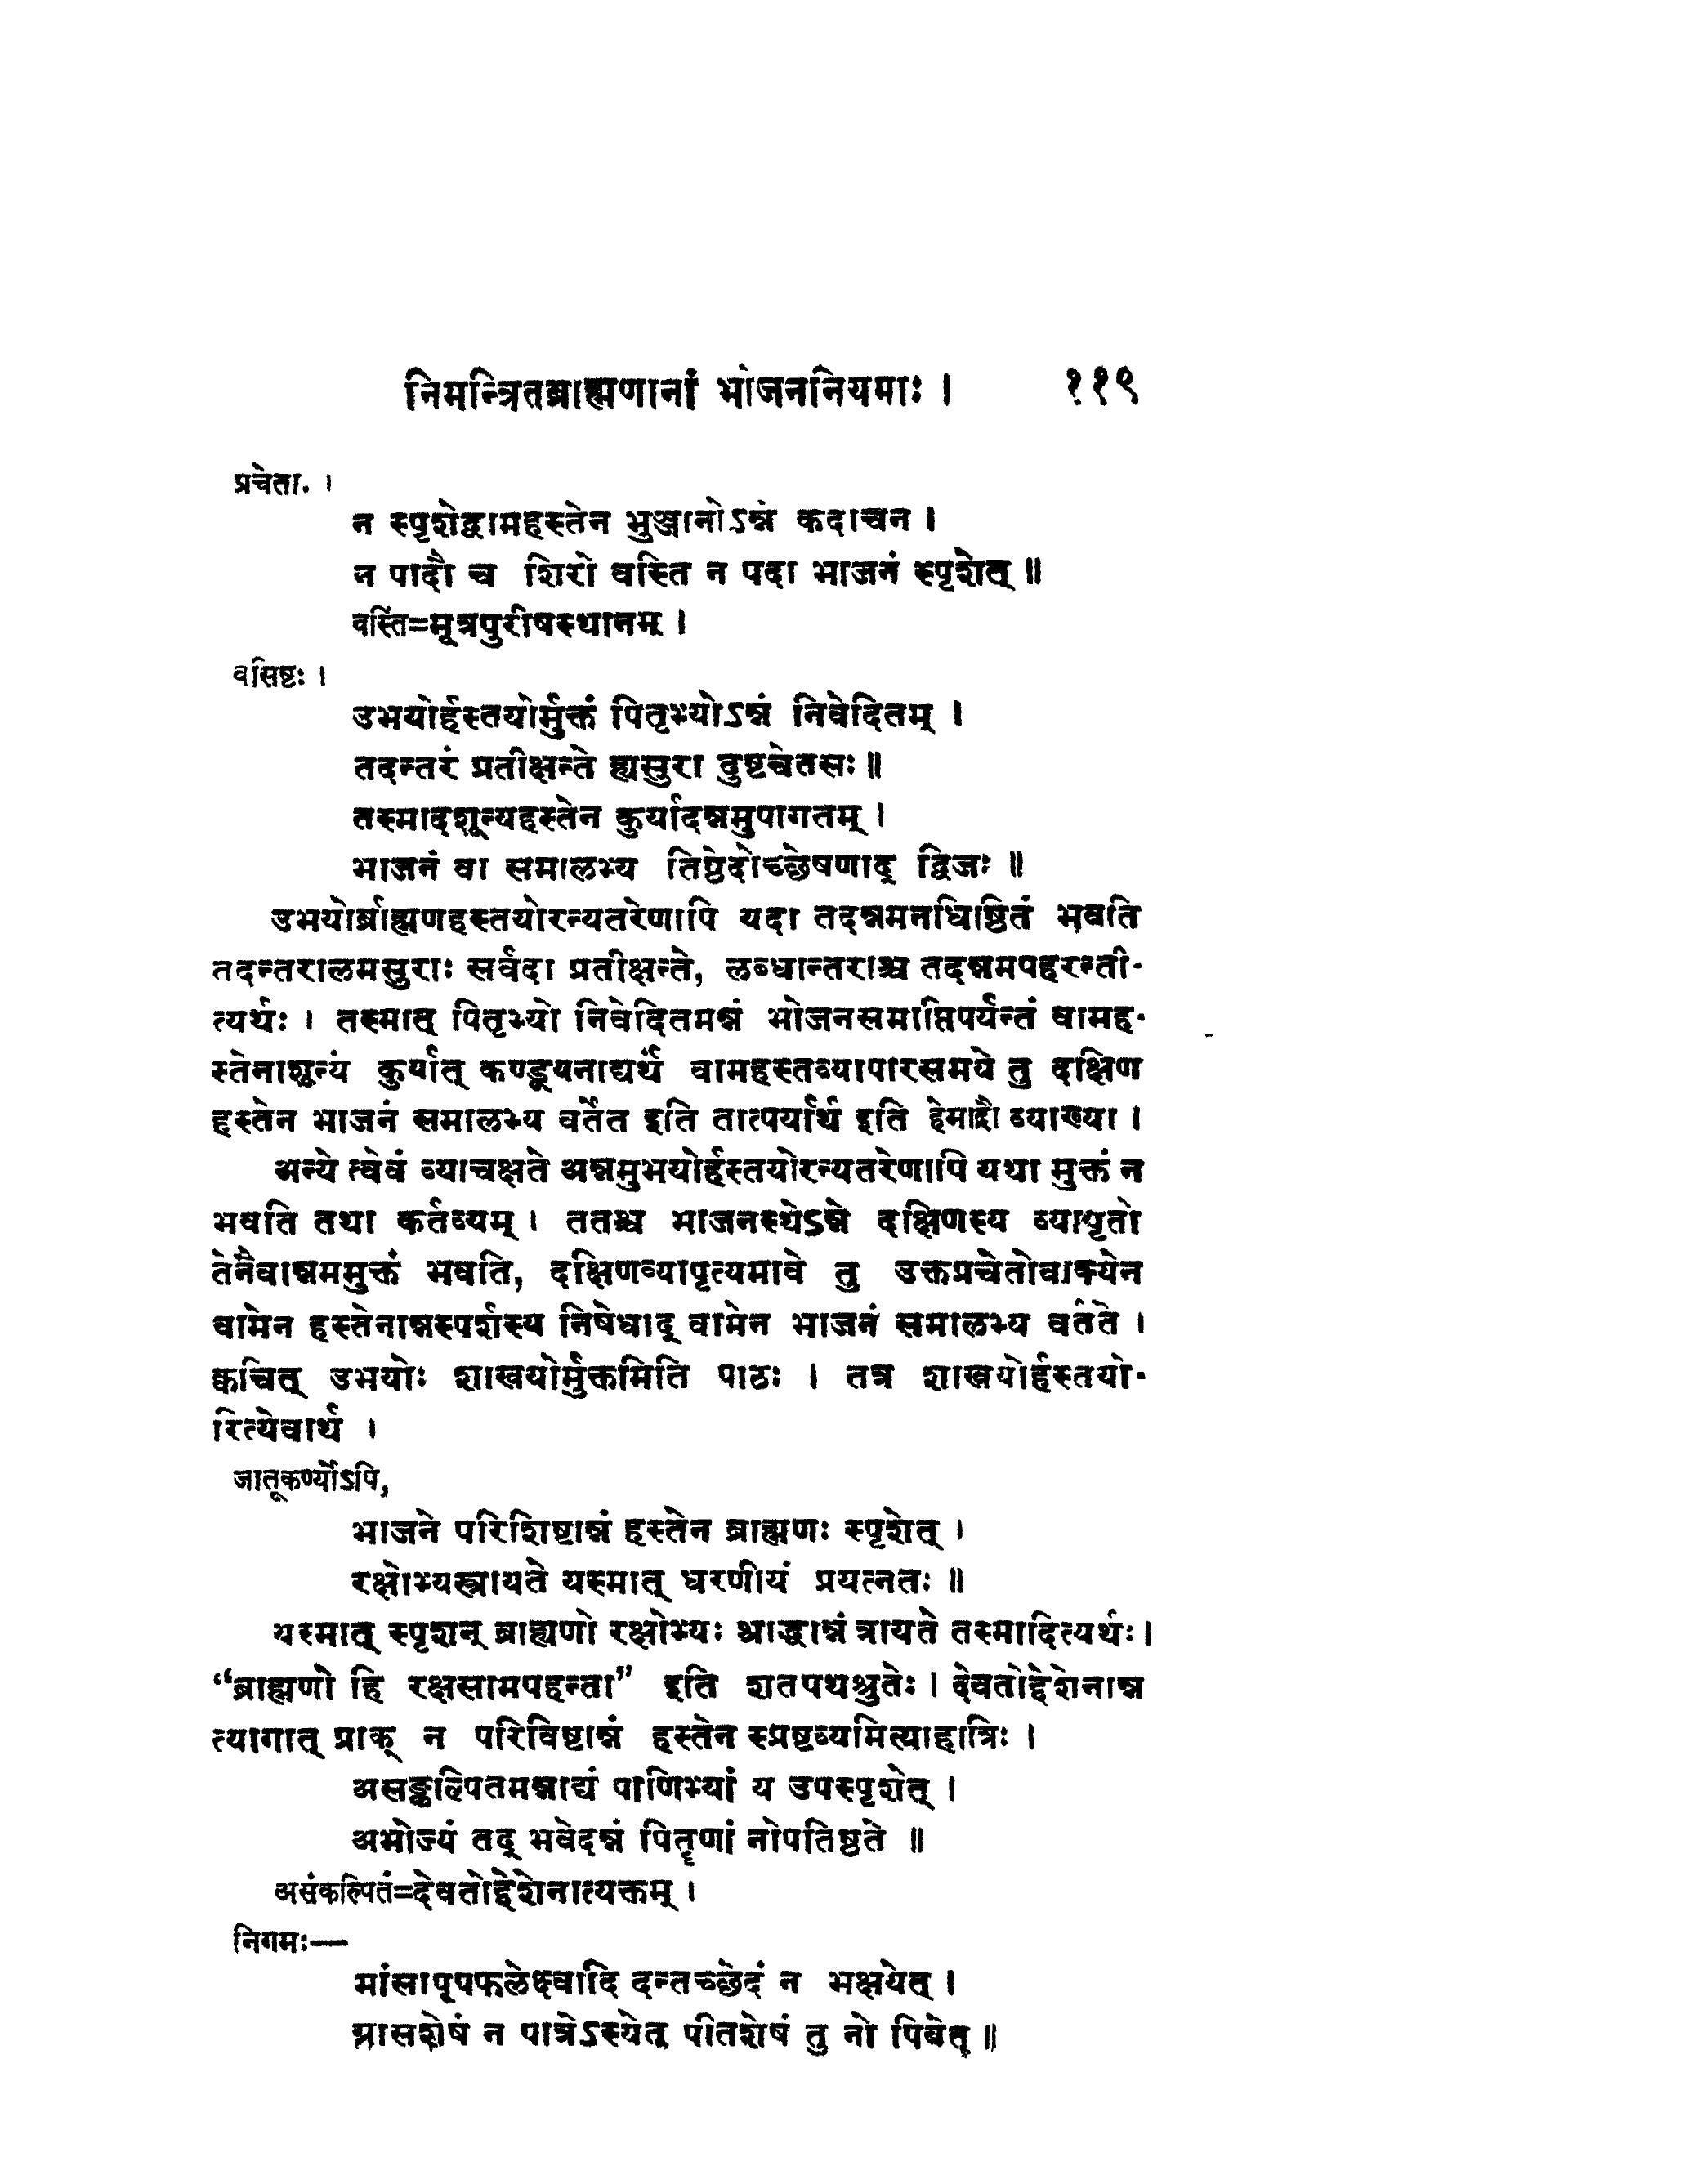 निमन्त्रितब्राह्मणानां भोजननियमाः । ११९
प्रचेता. ।
न स्पृशेद्वामहस्तेन भुञ्जानोऽन्नं कदाचन ।
न पादौ च शिरो वस्ति न पदा भाजनं स्पृशेत् ॥
वस्तिं=मूत्रपुरीषस्थानम् ।
वसिष्टः ।
उभयोर्हस्तयोर्मुक्तं पितृभ्योऽन्नं निवेदितम् ।
तदन्तरं प्रतीक्षन्ते ह्यसुरा दुष्टचेतसः ॥
तस्मादशून्यहस्तेन कुर्यादन्नमुपागतम् ।
भाजनं वा समालभ्य तिष्ठेदोच्छेषणाद् द्विजः ॥
उभयोर्ब्राह्मणहस्तयोरन्यतरेणापि यदा तदन्नमनधिष्ठितं भवति
तदन्तरालमसुराः सर्वदा प्रतीक्षन्ते, लब्धान्तराश्च तदन्नमपहरन्ती-
त्यर्थः । तस्मात् पितृभ्यो निवेदितमन्नं भोजनसमाप्तिपर्यन्तं वामह-
स्तेनाशून्यं कुर्यात् कण्डूयनाद्यर्थं वामहस्तव्यापारसमये तु दक्षिण
हस्तेन भाजनं समालभ्य वर्तेत इति तात्पर्यार्थ इति हेमाद्रौ व्याख्या ।
अन्ये त्वेवं व्याचक्षते अन्नमुभयोर्हस्तयोरन्यतरेणापि यथा मुक्तं न
भवति तथा कर्तव्यम् । ततश्च भाजनस्थेऽन्ने दक्षिणस्य व्यापृतो
तेनैवान्नममुक्तं भवति, दक्षिणव्यापृत्यभावे तु उक्तप्रचेतोवाक्येन
वामेन हस्तेनान्नस्पर्शस्य निषेधाद् वामेन भाजनं समालभ्य वर्तते ।
क्वचित् उभयोः शाखयोर्मुक्तमिति पाठः । तत्र शाखयोर्हस्तयो-
रित्येवार्थ ।
जातूकर्ण्योऽपि,
भाजने परिशिष्टान्नं हस्तेन ब्राह्मणः स्पृशेत् ।
रक्षोभ्यस्त्रायते यस्मात् धरणीयं प्रयत्नतः ॥
यस्मात् स्पृशन् ब्राह्मणो रक्षोभ्यः श्राद्धान्नं त्रायते तस्मादित्यर्थः ।
“ब्राह्मणो हि रक्षसामपहन्ता” इति शतपथश्रुतेः । देवतोद्देशेनान्न
त्यागात् प्राक् न परिविष्टान्नं हस्तेन स्प्रष्टव्यमित्याहात्रिः ।
असङ्कल्पितमन्नाद्यं पाणिभ्यां य उपस्पृशेत् ।
अभोज्यं तद् भवेदन्नं पितॄणां नोपतिष्ठते ॥
असंकल्पितं=देवतोद्देशेनात्यक्तम् ।
निगमः—
मांसापूपफलेक्ष्वादि दन्तच्छेदं न भक्षयेत् ।
ग्रासशेषं न पात्रेऽस्येत् पीतशेषं तु नो पिबेत् ॥